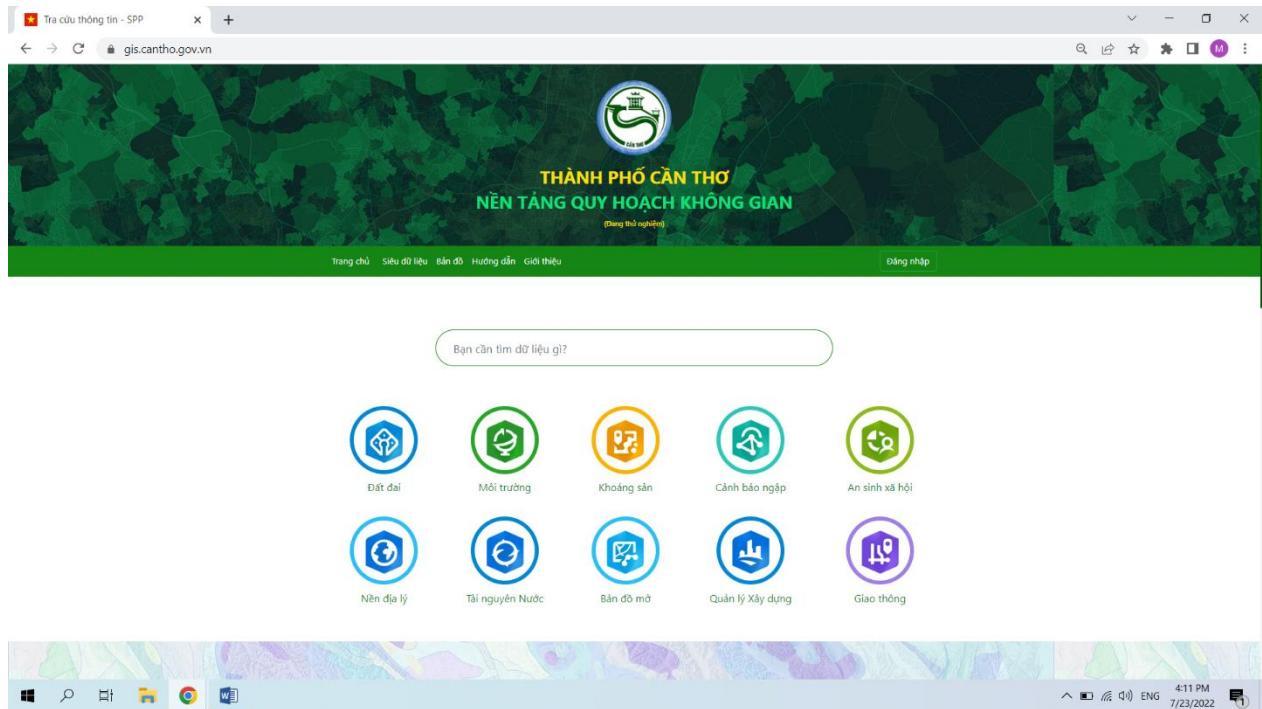 Tra cứu thông tin - SPP
gis.cantho.gov.vn
M
CẦN THƠ
THÀNH PHỐ CẦN THƠ
NỀN TẢNG QUY HOẠCH KHÔNG GIAN
(Đang thử nghiệm)
Trang chủ Siêu dữ liệu Bản đồ Hướng dẫn Giới thiệu Đăng nhập
Bạn cần tìm dữ liệu gì?
Đất đai Môi trường Khoáng sản Cảnh báo ngập An sinh xã hội
Nền địa lý Tài nguyên Nước Bản đồ mở Quản lý Xây dựng Giao thông
ENG 4:11 PM
7/23/2022
1